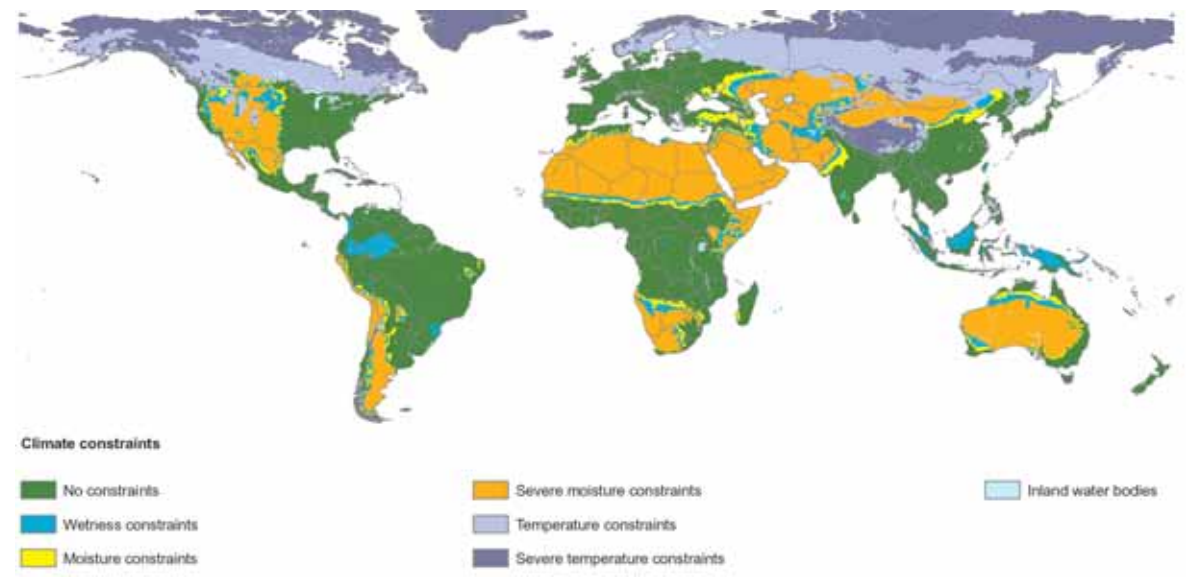 Climate constraints
No constraints
Severe moisture constraints
Inland water bodies
Wetness constraints
Temperature constraints
Moisture constraints
Severe temperature constraints